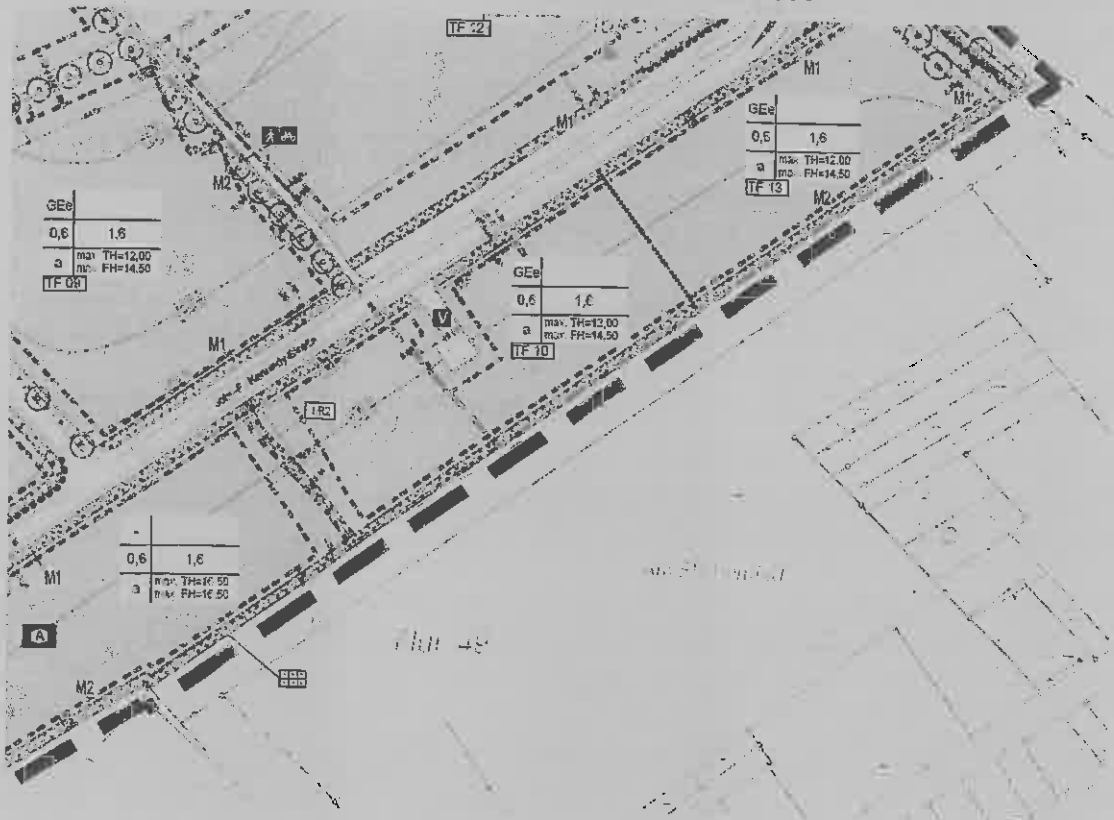 TF 12
M1
M1
M1
GEe
0,6 1,6
a max. TH=12,00
max. FH=14,50
TF 13
M2
M2
GEe
0,6 1,6
a max. TH=12,00
max. FH=14,50
TF 09
GEe
0,6 1,6
a max. TH=12,00
max. FH=14,50
TF 10
V
M1
0,6 1,6
a max. TH=16,50
max. FH=16,50
M1
A
Flur 48
M2